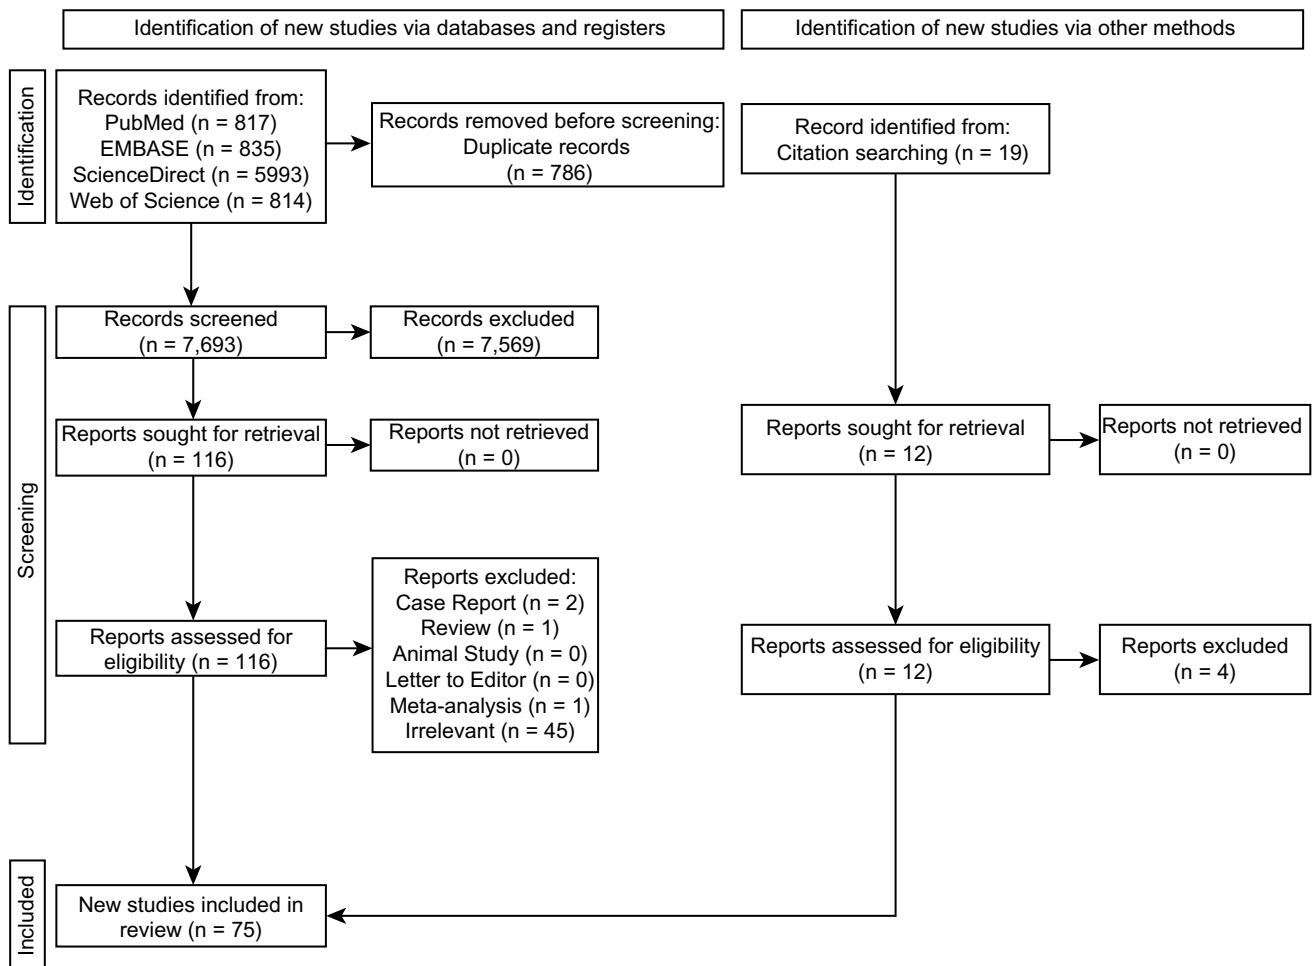 Identification of new studies via databases and registers
Identification of new studies via other methods
Identification
Records identified from:
PubMed (n = 817)
EMBASE (n = 835)
ScienceDirect (n = 5993)
Web of Science (n = 814)
Records removed before screening:
Duplicate records
(n = 786)
Record identified from:
Citation searching (n = 19)
Screening
Records screened
(n = 7,693)
Records excluded
(n = 7,569)
Reports sought for retrieval
(n = 116)
Reports not retrieved
(n = 0)
Reports sought for retrieval
(n = 12)
Reports not retrieved
(n = 0)
Reports assessed for
eligibility (n = 116)
Reports excluded:
Case Report (n = 2)
Review (n = 1)
Animal Study (n = 0)
Letter to Editor (n = 0)
Meta-analysis (n = 1)
Irrelevant (n = 45)
Reports assessed for eligibility
(n = 12)
Reports excluded
(n = 4)
Included
New studies included in
review (n = 75)